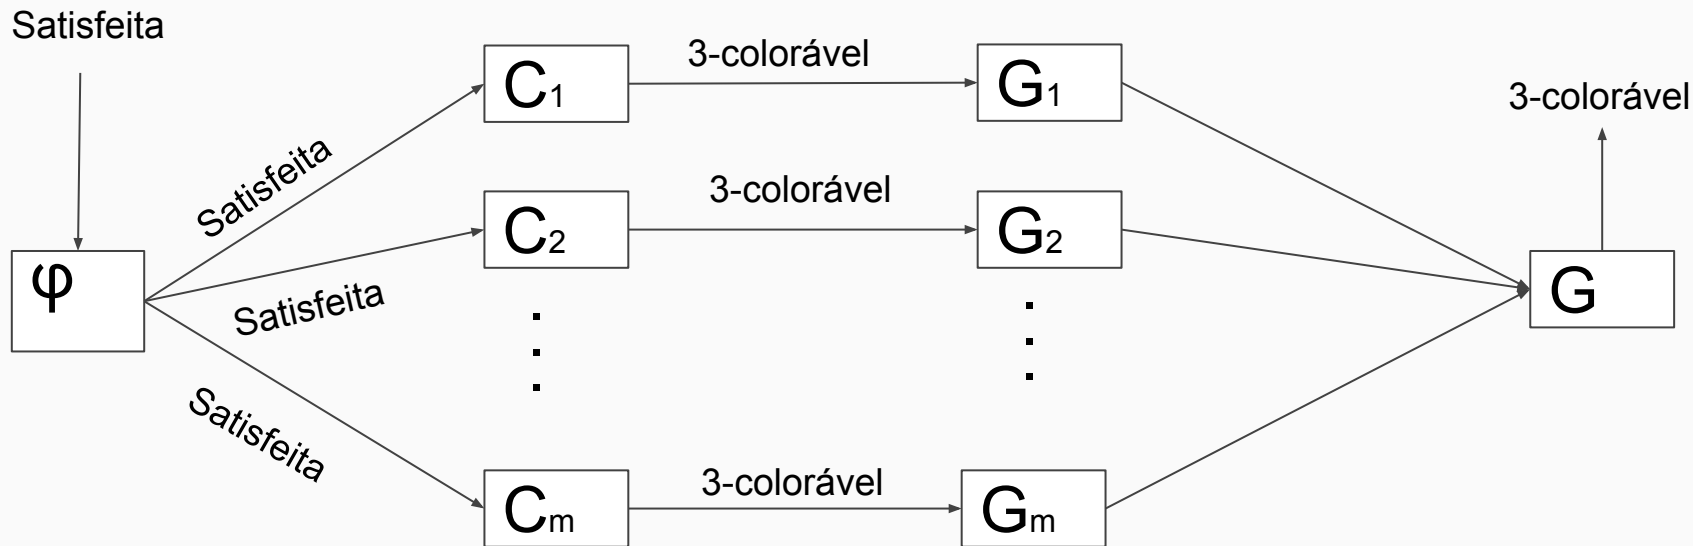 Satisfeita
φ
Satisfeita
Satisfeita
Satisfeita
C1
C2
.
.
.
Cm
3-colorável
3-colorável
3-colorável
G1
G2
.
.
.
Gm
G
3-colorável